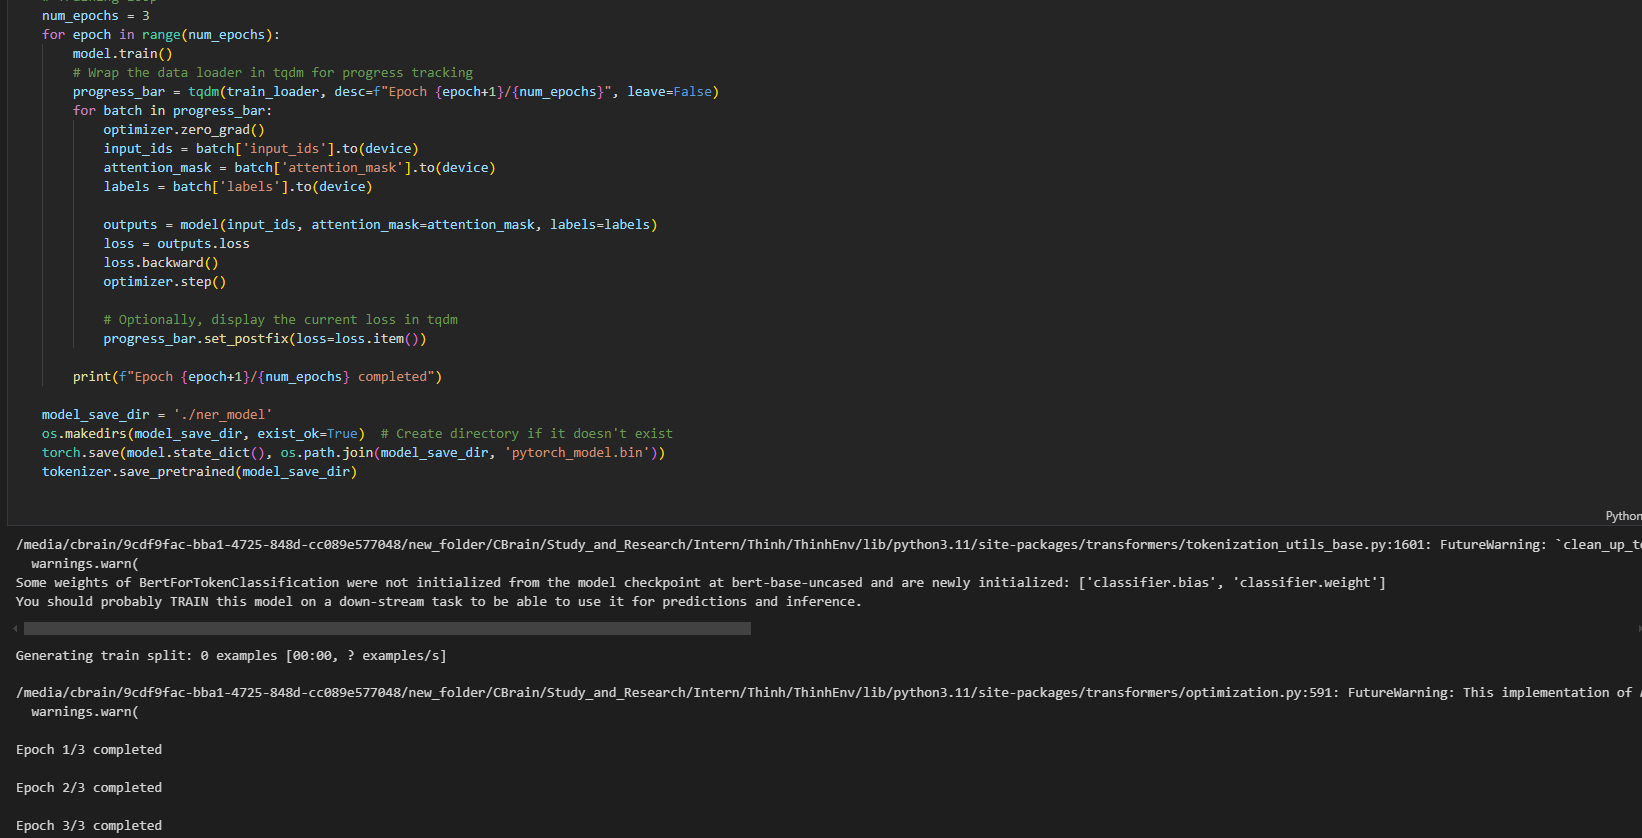 num_epochs = 3
for epoch in range(num_epochs):
    model.train()
    # Wrap the data loader in tqdm for progress tracking
    progress_bar = tqdm(train_loader, desc=f"Epoch {epoch+1}/{num_epochs}", leave=False)
    for batch in progress_bar:
        optimizer.zero_grad()
        input_ids = batch['input_ids'].to(device)
        attention_mask = batch['attention_mask'].to(device)
        labels = batch['labels'].to(device)

        outputs = model(input_ids, attention_mask=attention_mask, labels=labels)
        loss = outputs.loss
        loss.backward()
        optimizer.step()

        # Optionally, display the current loss in tqdm
        progress_bar.set_postfix(loss=loss.item())

    print(f"Epoch {epoch+1}/{num_epochs} completed")

model_save_dir = './ner_model'
os.makedirs(model_save_dir, exist_ok=True)  # Create directory if it doesn't exist
torch.save(model.state_dict(), os.path.join(model_save_dir, 'pytorch_model.bin'))
tokenizer.save_pretrained(model_save_dir)
Python
/media/cbrain/9cdf9fac-bba1-4725-848d-cc089e577048/new_folder/CBrain/Study_and_Research/Intern/Thinh/ThinhEnv/lib/python3.11/site-packages/transformers/tokenization_utils_base.py:1601: FutureWarning: `clean_up_t
  warnings.warn(
Some weights of BertForTokenClassification were not initialized from the model checkpoint at bert-base-uncased and are newly initialized: ['classifier.bias', 'classifier.weight']
You should probably TRAIN this model on a down-stream task to be able to use it for predictions and inference.
Generating train split: 0 examples [00:00, ? examples/s]
/media/cbrain/9cdf9fac-bba1-4725-848d-cc089e577048/new_folder/CBrain/Study_and_Research/Intern/Thinh/ThinhEnv/lib/python3.11/site-packages/transformers/optimization.py:591: FutureWarning: This implementation of
  warnings.warn(
Epoch 1/3 completed
Epoch 2/3 completed
Epoch 3/3 completed